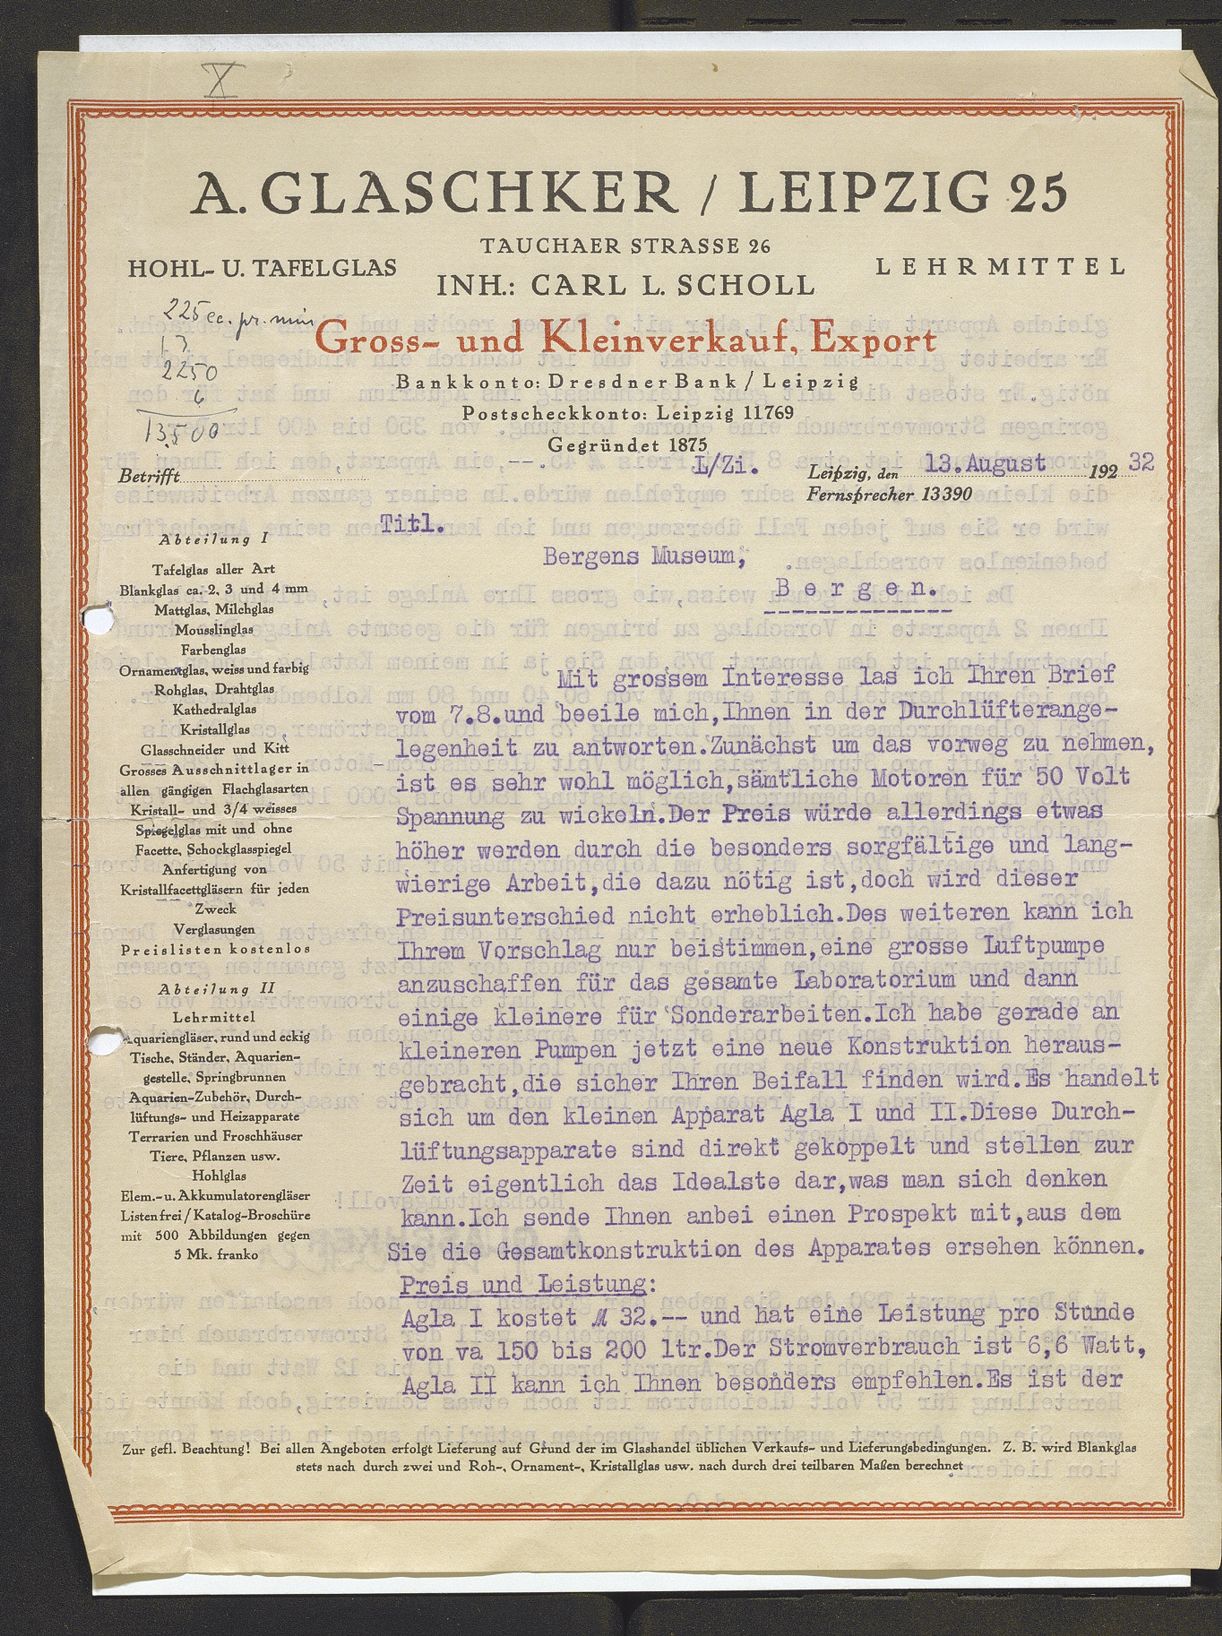 X
A. GLASCHKER / LEIPZIG 25
TAUCHAER STRASSE 26
HOHL- U. TAFELGLAS
LEHRMITTEL
INH.: CARL L. SCHOLL
225 cc. pr. min
Gross- und Kleinverkauf, Export
2250
6
13500
Bankkonto: Dresdner Bank / Leipzig
Postscheckkonto: Leipzig 11769
Gegründet 1875
Betrifft
L/Zi.
Leipzig, den 13.August 192 32
Fernsprecher 13390
Titl.
Bergens Museum,
Bergen.
Abteilung I
Tafelglas aller Art
Blankglas ca. 2, 3 und 4 mm
Mattglas, Milchglas
Mousslinglas
Farbenglas
Ornamentglas, weiss und farbig
Rohglas, Drahtglas
Kathedralglas
Kristallglas
Glasschneider und Kitt
Grosses Ausschnittlager in
allen gängigen Flachglasarten
Kristall- und 3/4 weisses
Spiegelglas mit und ohne
Facette, Schockglasspiegel
Anfertigung von
Kristallfacettgläsern für jeden
Zweck
Verglasungen
Preislisten kostenlos
Abteilung II
Lehrmittel
Aquariengläser, rund und eckig
Tische, Ständer, Aquarien-
gestelle, Springbrunnen
Aquarien-Zubehör, Durch-
lüftungs- und Heizapparate
Terrarien und Froschhäuser
Tiere, Pflanzen usw.
Hohlglas
Elem.- u. Akkumulatorengläser
Listen frei / Katalog-Broschüre
mit 500 Abbildungen gegen
5 Mk. franko
Mit grossem Interesse las ich Ihren Brief
vom 7.8.und beeile mich,Ihnen in der Durchlüfterange-
legenheit zu antworten.Zunächst um das vorweg zu nehmen,
ist es sehr wohl möglich,sämtliche Motoren für 50 Volt
Spannung zu wickeln.Der Preis würde allerdings etwas
höher werden durch die besonders sorgfältige und lang-
wierige Arbeit,die dazu nötig ist,doch wird dieser
Preisunterschied nicht erheblich.Des weiteren kann ich
Ihrem Vorschlag nur beistimmen,eine grosse Luftpumpe
anzuschaffen für das gesamte Laboratorium und dann
einige kleinere für Sonderarbeiten.Ich habe gerade an
kleineren Pumpen jetzt eine neue Konstruktion heraus-
gebracht,die sicher Ihren Beifall finden wird.Es handelt
sich um den kleinen Apparat Agla I und II.Diese Durch-
lüftungsapparate sind direkt gekoppelt und stellen zur
Zeit eigentlich das Idealste dar,was man sich denken
kann.Ich sende Ihnen anbei einen Prospekt mit,aus dem
Sie die Gesamtkonstruktion des Apparates ersehen können.
Preis und Leistung:
Agla I kostet M 32.-- und hat eine Leistung pro Stunde
von va 150 bis 200 ltr.Der Stromverbrauch ist 6,6 Watt,
Agla II kann ich Ihnen besonders empfehlen.Es ist der
Zur gefl. Beachtung! Bei allen Angeboten erfolgt Lieferung auf Grund der im Glashandel üblichen Verkaufs- und Lieferungsbedingungen. Z. B. wird Blankglas
stets nach durch zwei und Roh-, Ornament-, Kristallglas usw. nach durch drei teilbaren Maßen berechnet